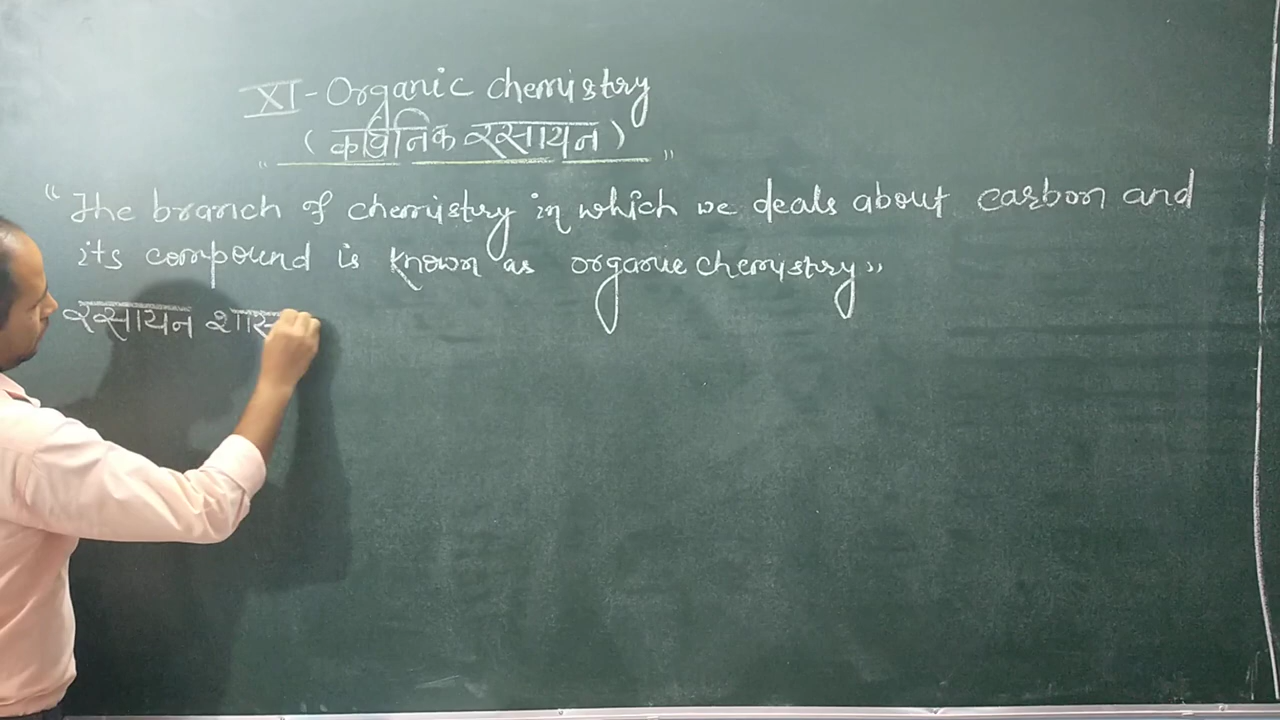 XI - Organic chemistry
( कार्बनिक रसायन )
"The branch of chemistry in which we deals about carbon and
its compound is known as organic chemistry"
रसायन शास